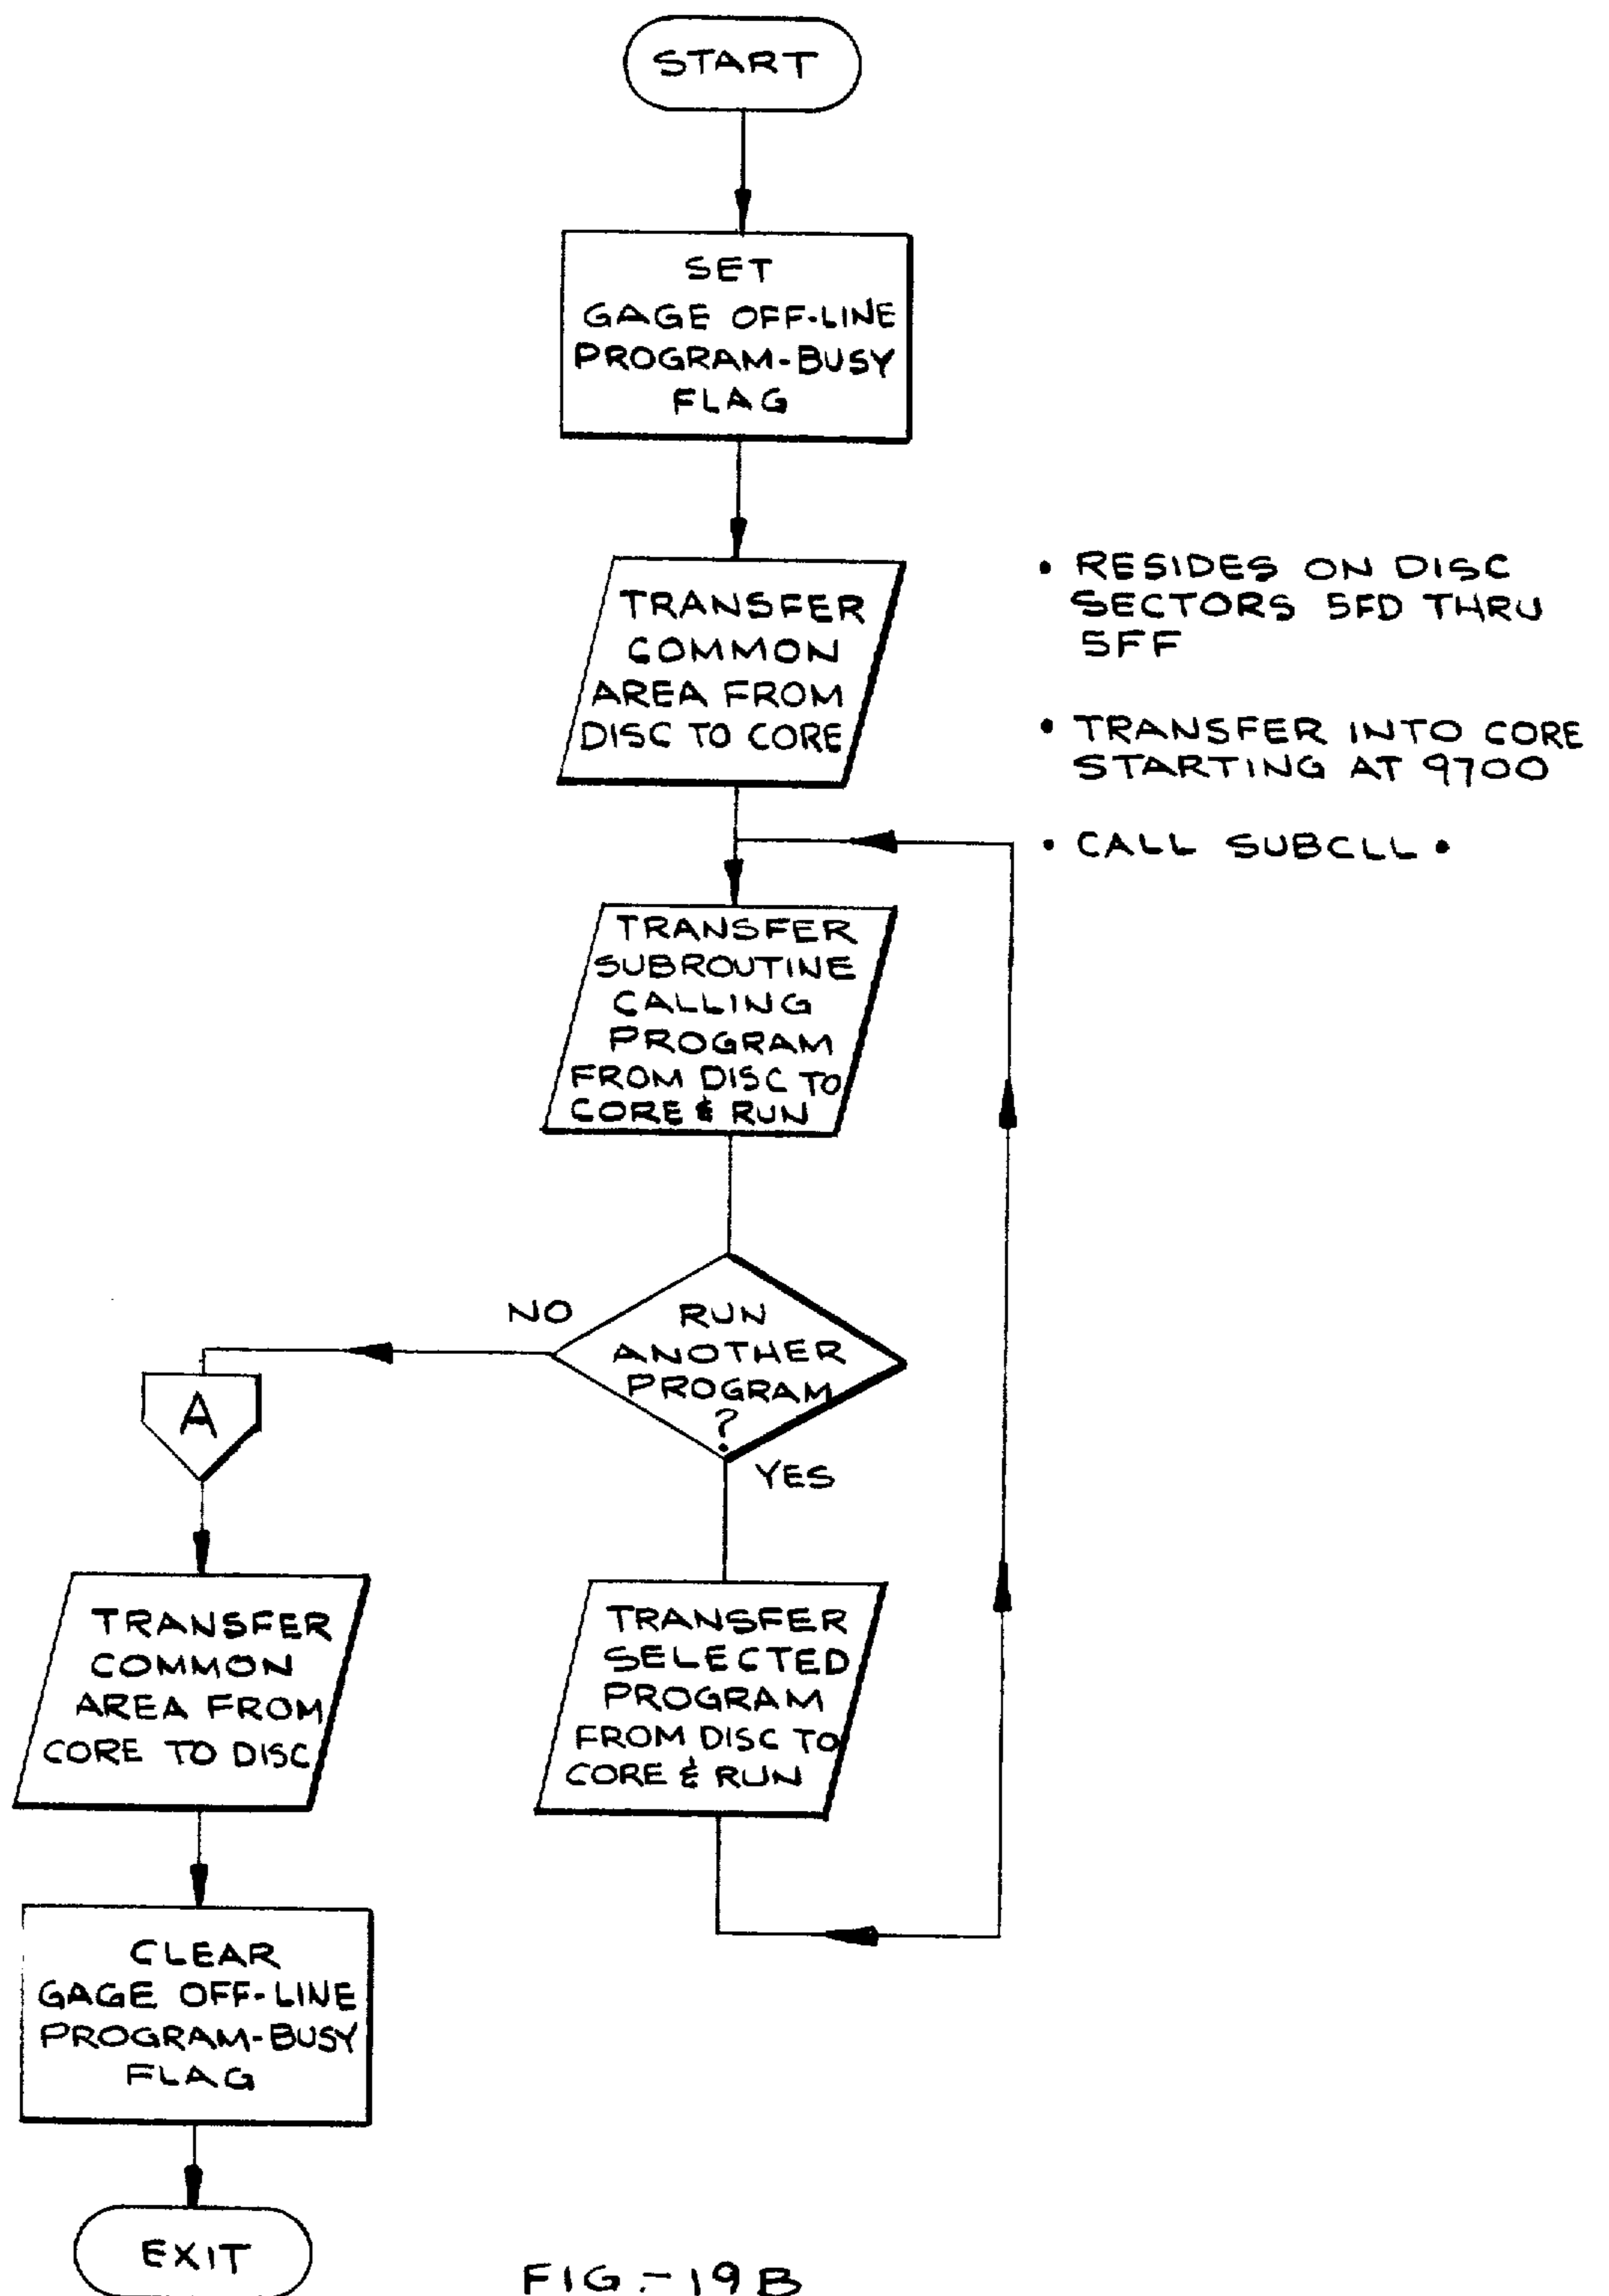 START
SET
GAGE OFF-LINE
PROGRAM-BUSY
FLAG
TRANSFER
COMMON
AREA FROM
DISC TO CORE
• RESIDES ON DISC
SECTORS 5FD THRU
5FF
• TRANSFER INTO CORE
STARTING AT 9700
• CALL SUBCLL •
TRANSFER
SUBROUTINE
CALLING
PROGRAM
FROM DISC TO
CORE & RUN
NO
RUN
ANOTHER
PROGRAM
?
YES
A
TRANSFER
COMMON
AREA FROM
CORE TO DISC
TRANSFER
SELECTED
PROGRAM
FROM DISC TO
CORE & RUN
CLEAR
GAGE OFF-LINE
PROGRAM-BUSY
FLAG
EXIT
FIG.-19B